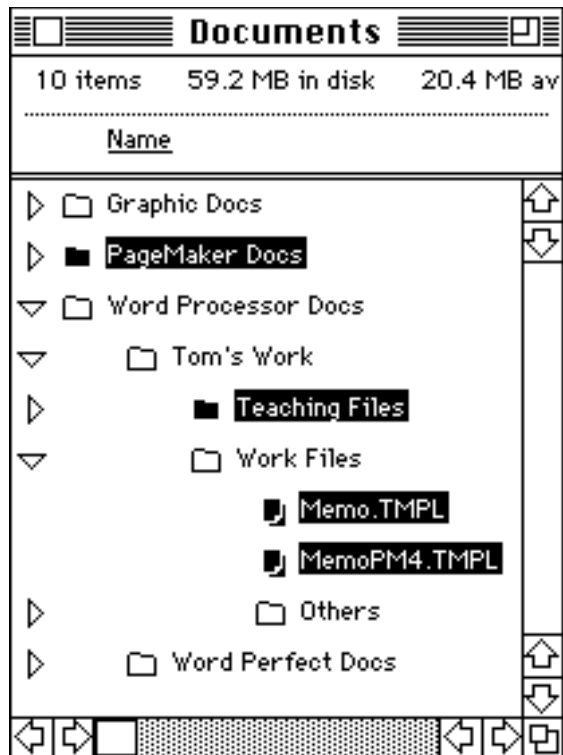 Documents
10 items 59.2 MB in disk 20.4 MB av
Name
Graphic Docs
PageMaker Docs
Word Processor Docs
Tom's Work
Teaching Files
Work Files
Memo.TMPL
MemoPM4.TMPL
Others
Word Perfect Docs